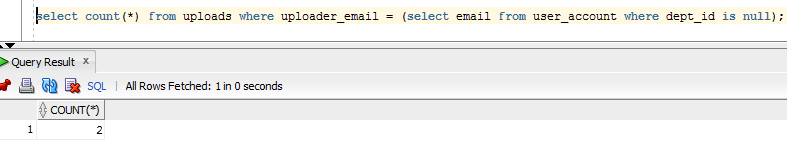 select count(*) from uploads where uploader_email = (select email from user_account where dept_id is null);
Query Result x
SQL | All Rows Fetched: 1 in 0 seconds
COUNT(*)
1 2